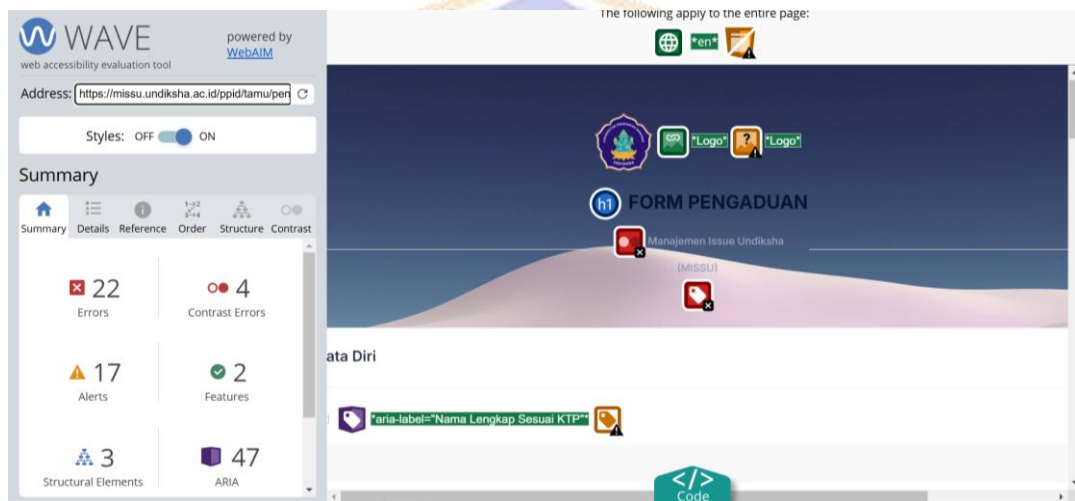 WAVE
powered by
WebAIM
web accessibility evaluation tool
Address: https://missu.undiksha.ac.id/ppid/tamu/pen
Styles: OFF ON
Summary
Summary Details Reference Order Structure Contrast
22
Errors
4
Contrast Errors
17
Alerts
2
Features
3
Structural Elements
47
ARIA
The following apply to the entire page:
*en*
*Logo* *Logo*
h1 FORM PENGADUAN
Manajemen Issue Undiksha
(MISSU)
ata Diri
*aria-label="Nama Lengkap Sesuai KTP"*
</>
Code